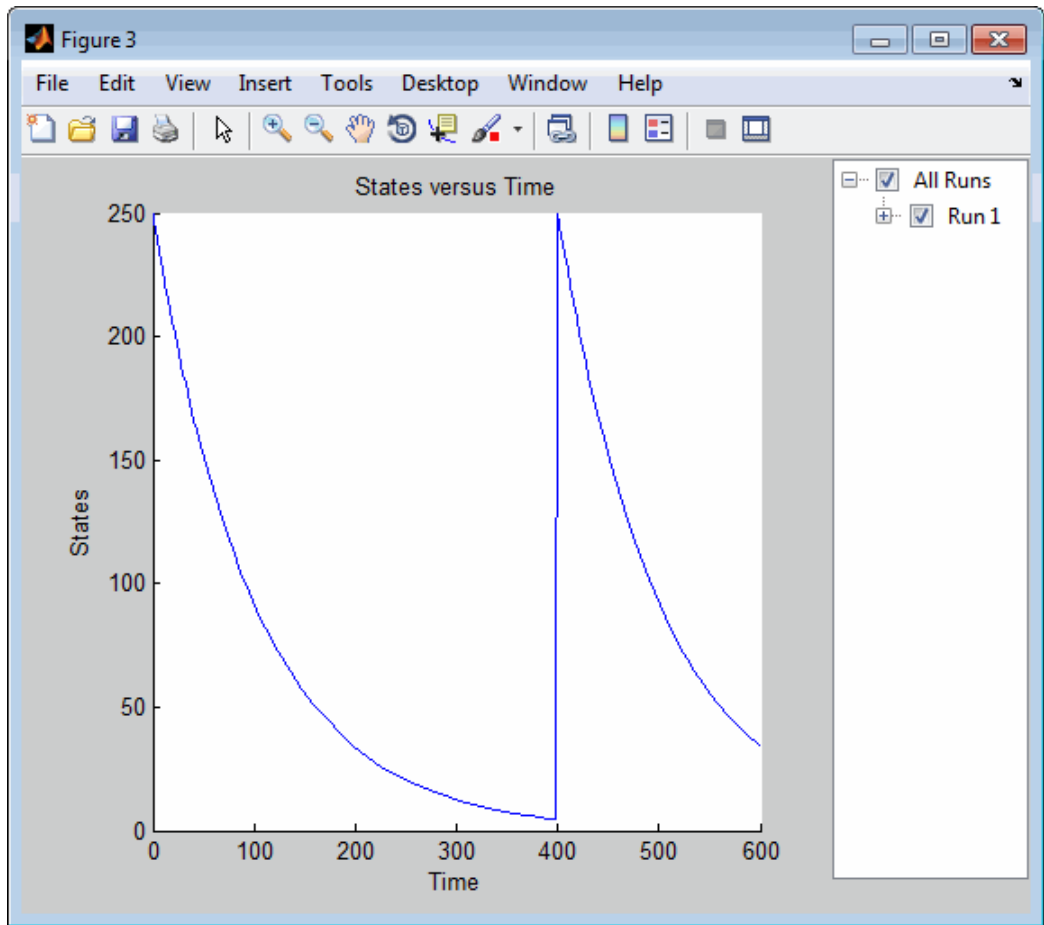 Figure 3
File Edit View Insert Tools Desktop Window Help
States versus Time
All Runs
Run 1
250
200
150
100
50
0
States
0 100 200 300 400 500 600
Time